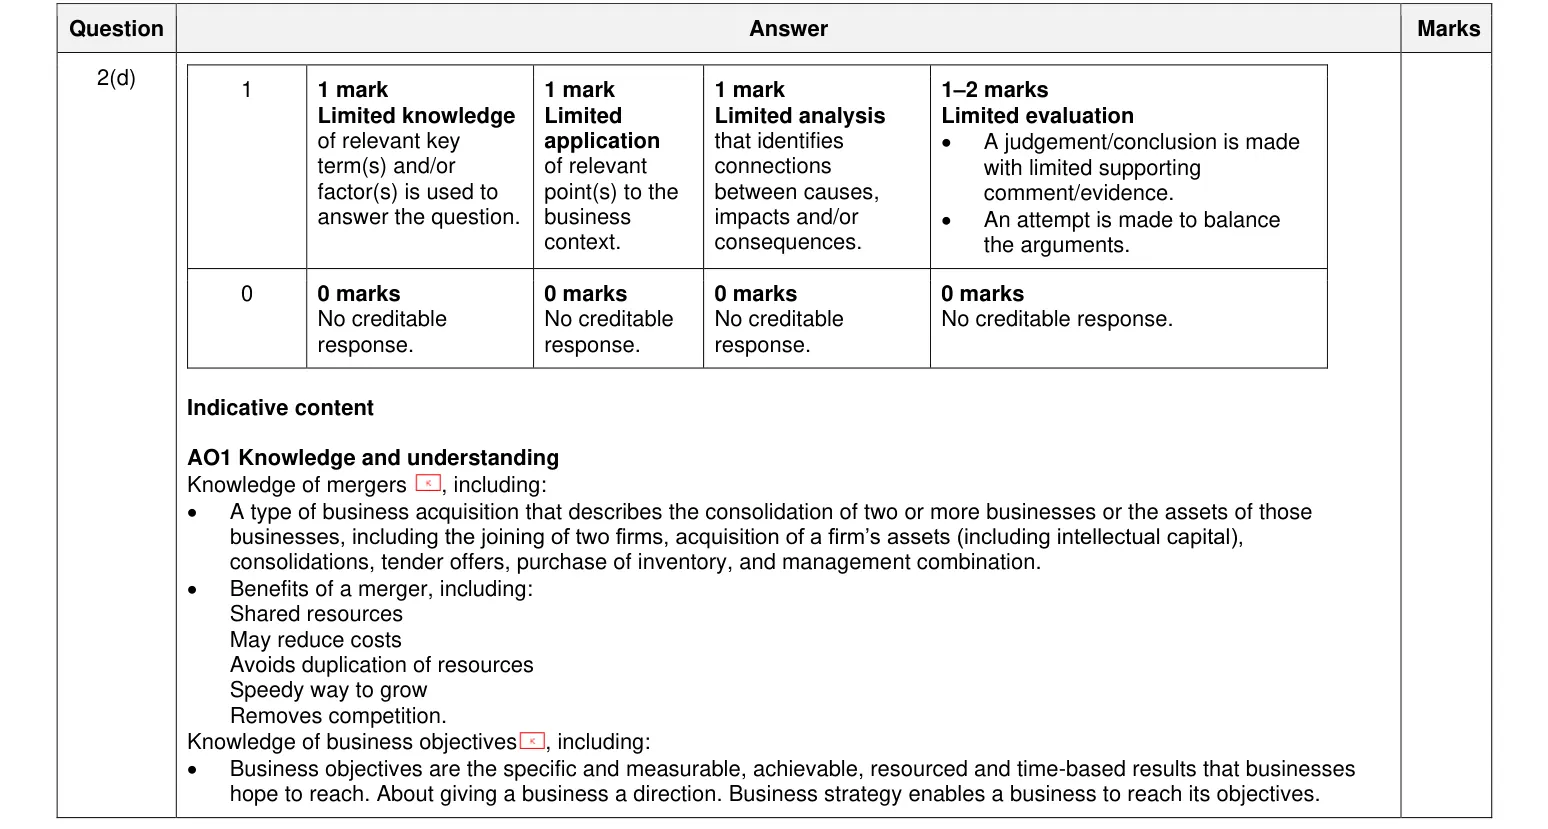 Question Answer Marks
2(d)
1
1 mark
Limited knowledge
of relevant key
term(s) and/or
factor(s) is used to
answer the question.
1 mark
Limited
application
of relevant
point(s) to the
business
context.
1 mark
Limited analysis
that identifies
connections
between causes,
impacts and/or
consequences.
1–2 marks
Limited evaluation
• A judgement/conclusion is made
with limited supporting
comment/evidence.
• An attempt is made to balance
the arguments.
0
0 marks
No creditable
response.
0 marks
No creditable
response.
0 marks
No creditable
response.
0 marks
No creditable response.
Indicative content
AO1 Knowledge and understanding
Knowledge of mergers K, including:
• A type of business acquisition that describes the consolidation of two or more businesses or the assets of those
businesses, including the joining of two firms, acquisition of a firm’s assets (including intellectual capital),
consolidations, tender offers, purchase of inventory, and management combination.
• Benefits of a merger, including:
Shared resources
May reduce costs
Avoids duplication of resources
Speedy way to grow
Removes competition.
Knowledge of business objectives K, including:
• Business objectives are the specific and measurable, achievable, resourced and time-based results that businesses
hope to reach. About giving a business a direction. Business strategy enables a business to reach its objectives.